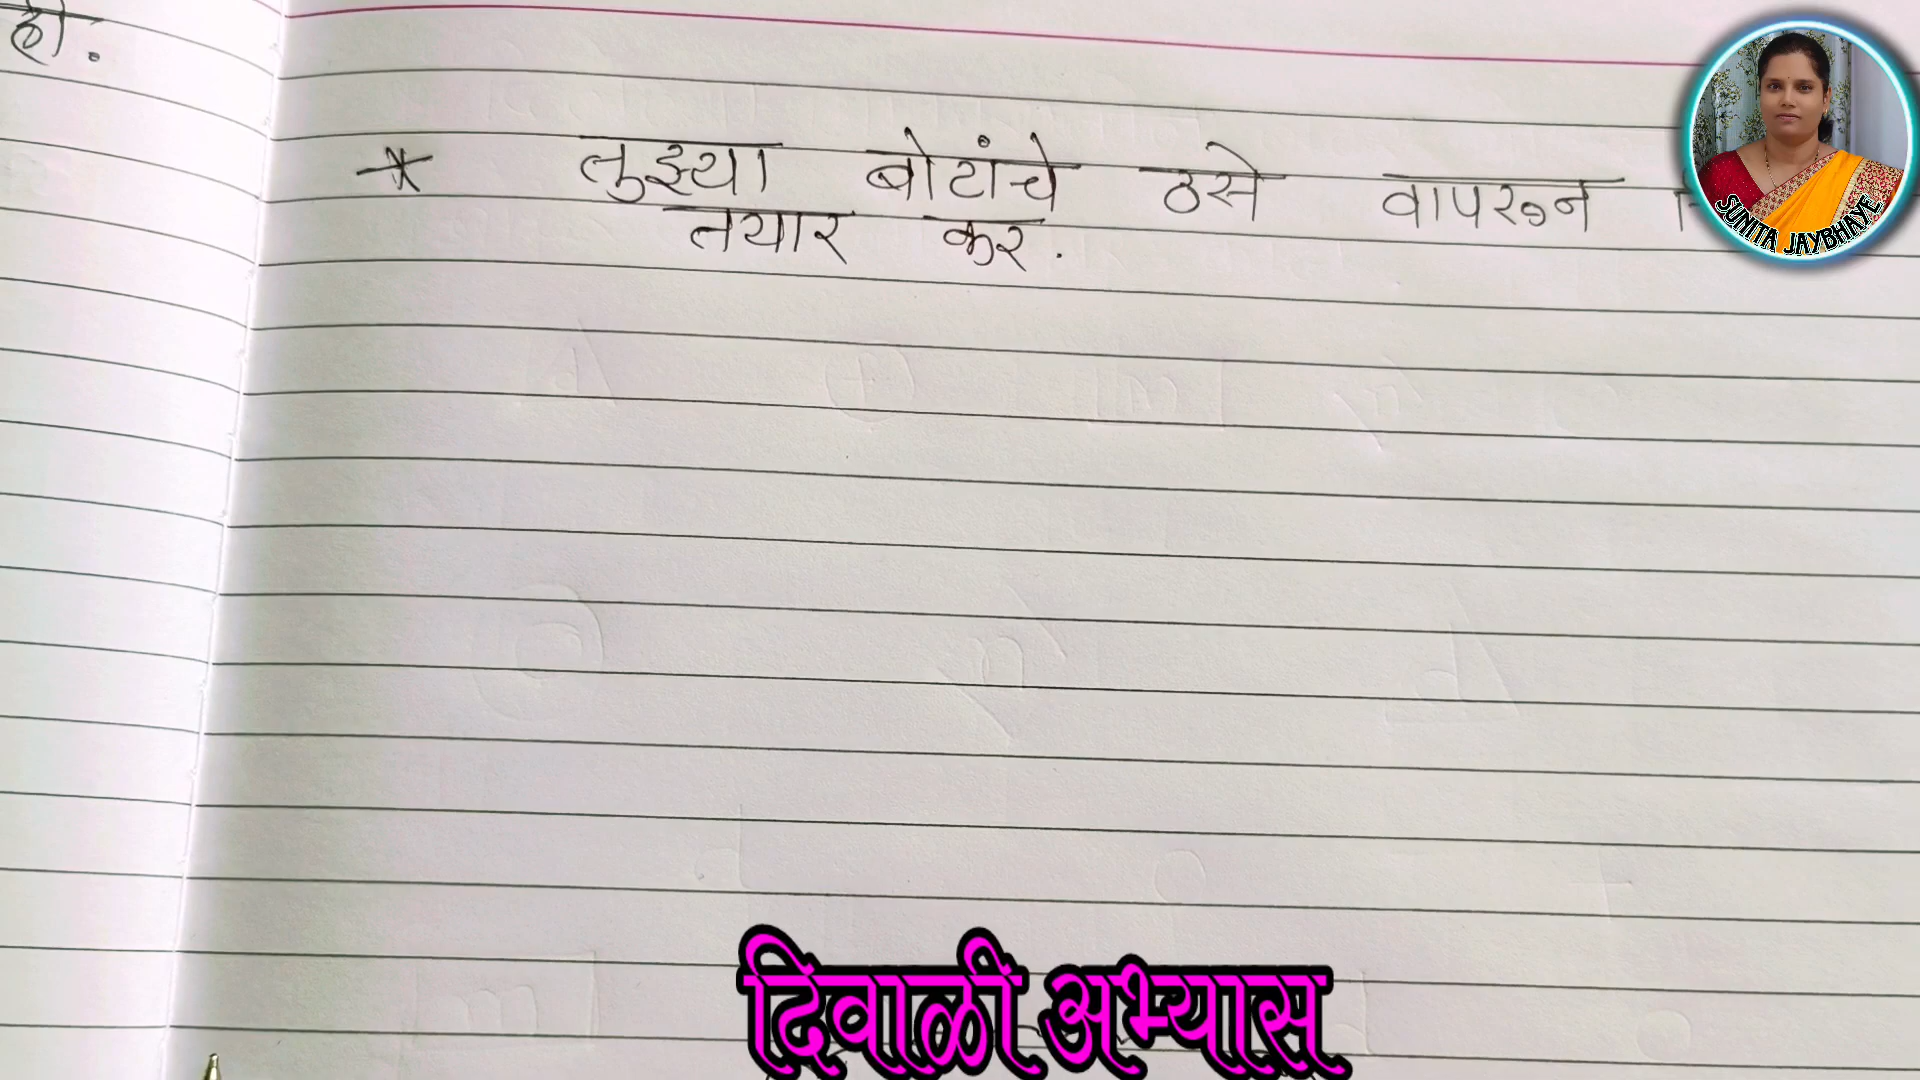 ही.
* तुझ्या बोटांचे ठसे वापरून
तयार कर.
SUNITA JAYBHAYE
दिवाळी अभ्यास